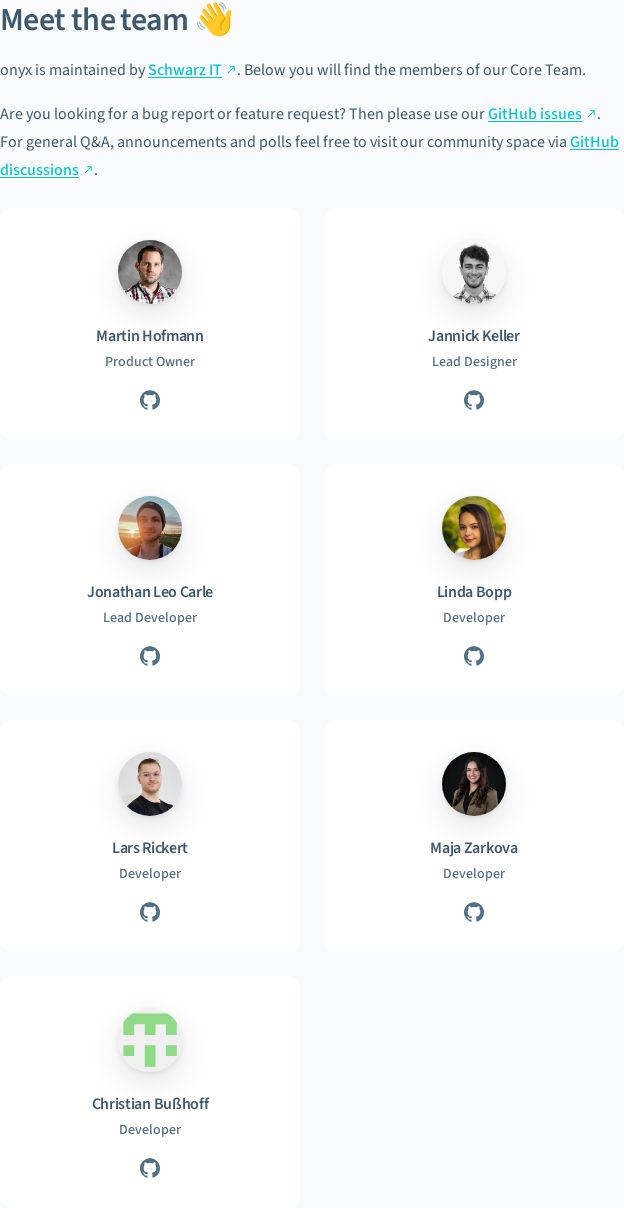 Meet the team 👋
onyx is maintained by Schwarz IT ↗. Below you will find the members of our Core Team.
Are you looking for a bug report or feature request? Then please use our GitHub issues ↗.
For general Q&A, announcements and polls feel free to visit our community space via GitHub
discussions ↗.
Martin Hofmann
Product Owner
Jannick Keller
Lead Designer
Jonathan Leo Carle
Lead Developer
Linda Bopp
Developer
Lars Rickert
Developer
Maja Zarkova
Developer
Christian Bußhoff
Developer